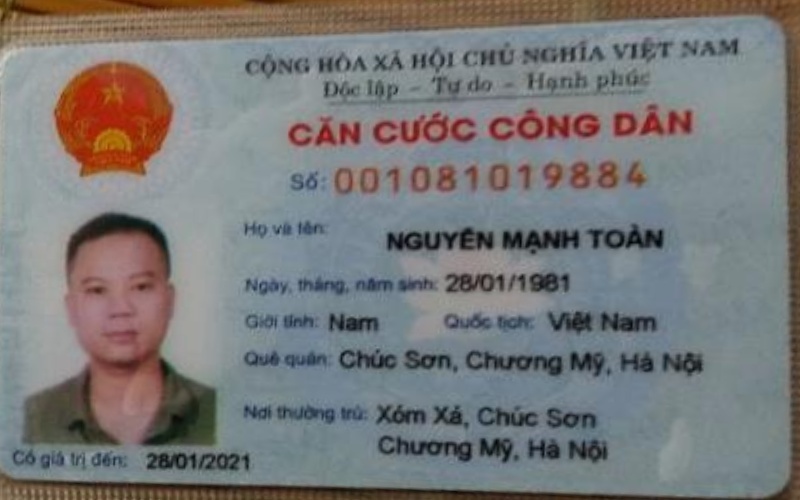 CỘNG HÒA XÃ HỘI CHỦ NGHĨA VIỆT NAM
Độc lập - Tự do - Hạnh phúc
CĂN CƯỚC CÔNG DÂN
Số: 001081019884
Họ và tên: NGUYỄN MẠNH TOÀN
Ngày, tháng, năm sinh: 28/01/1981
Giới tính: Nam Quốc tịch: Việt Nam
Quê quán: Chúc Sơn, Chương Mỹ, Hà Nội
Nơi thường trú: Xóm Xá, Chúc Sơn
Chương Mỹ, Hà Nội
Có giá trị đến: 28/01/2021